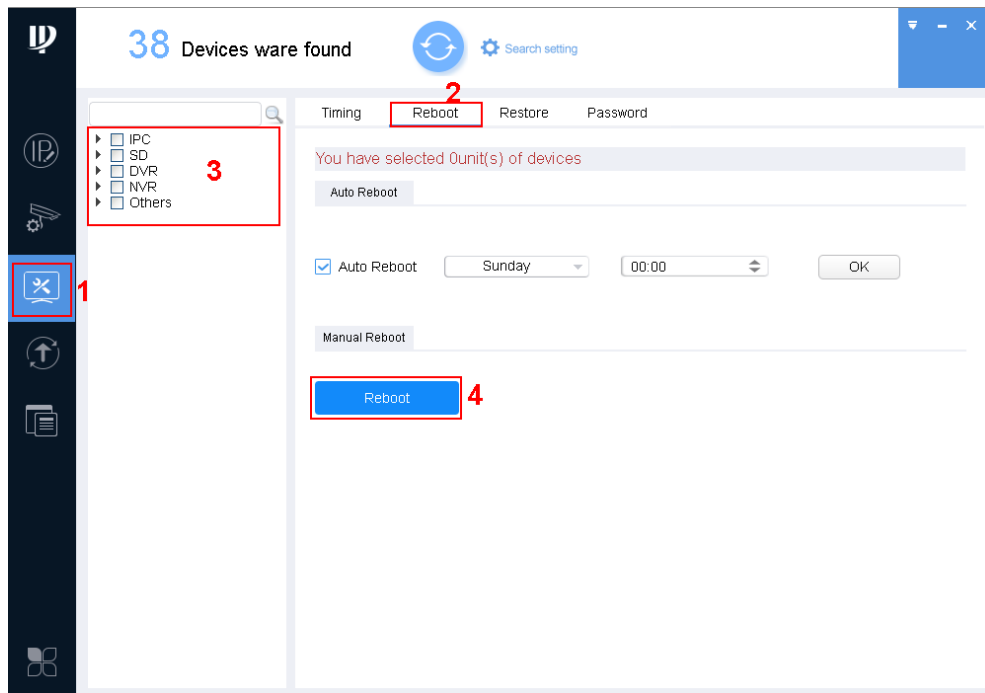 38 Devices ware found
Search setting
2
Timing Reboot Restore Password
IPC
SD
DVR
NVR
Others
3
You have selected 0unit(s) of devices
Auto Reboot
Auto Reboot Sunday 00:00 OK
1
Manual Reboot
Reboot 4
IP